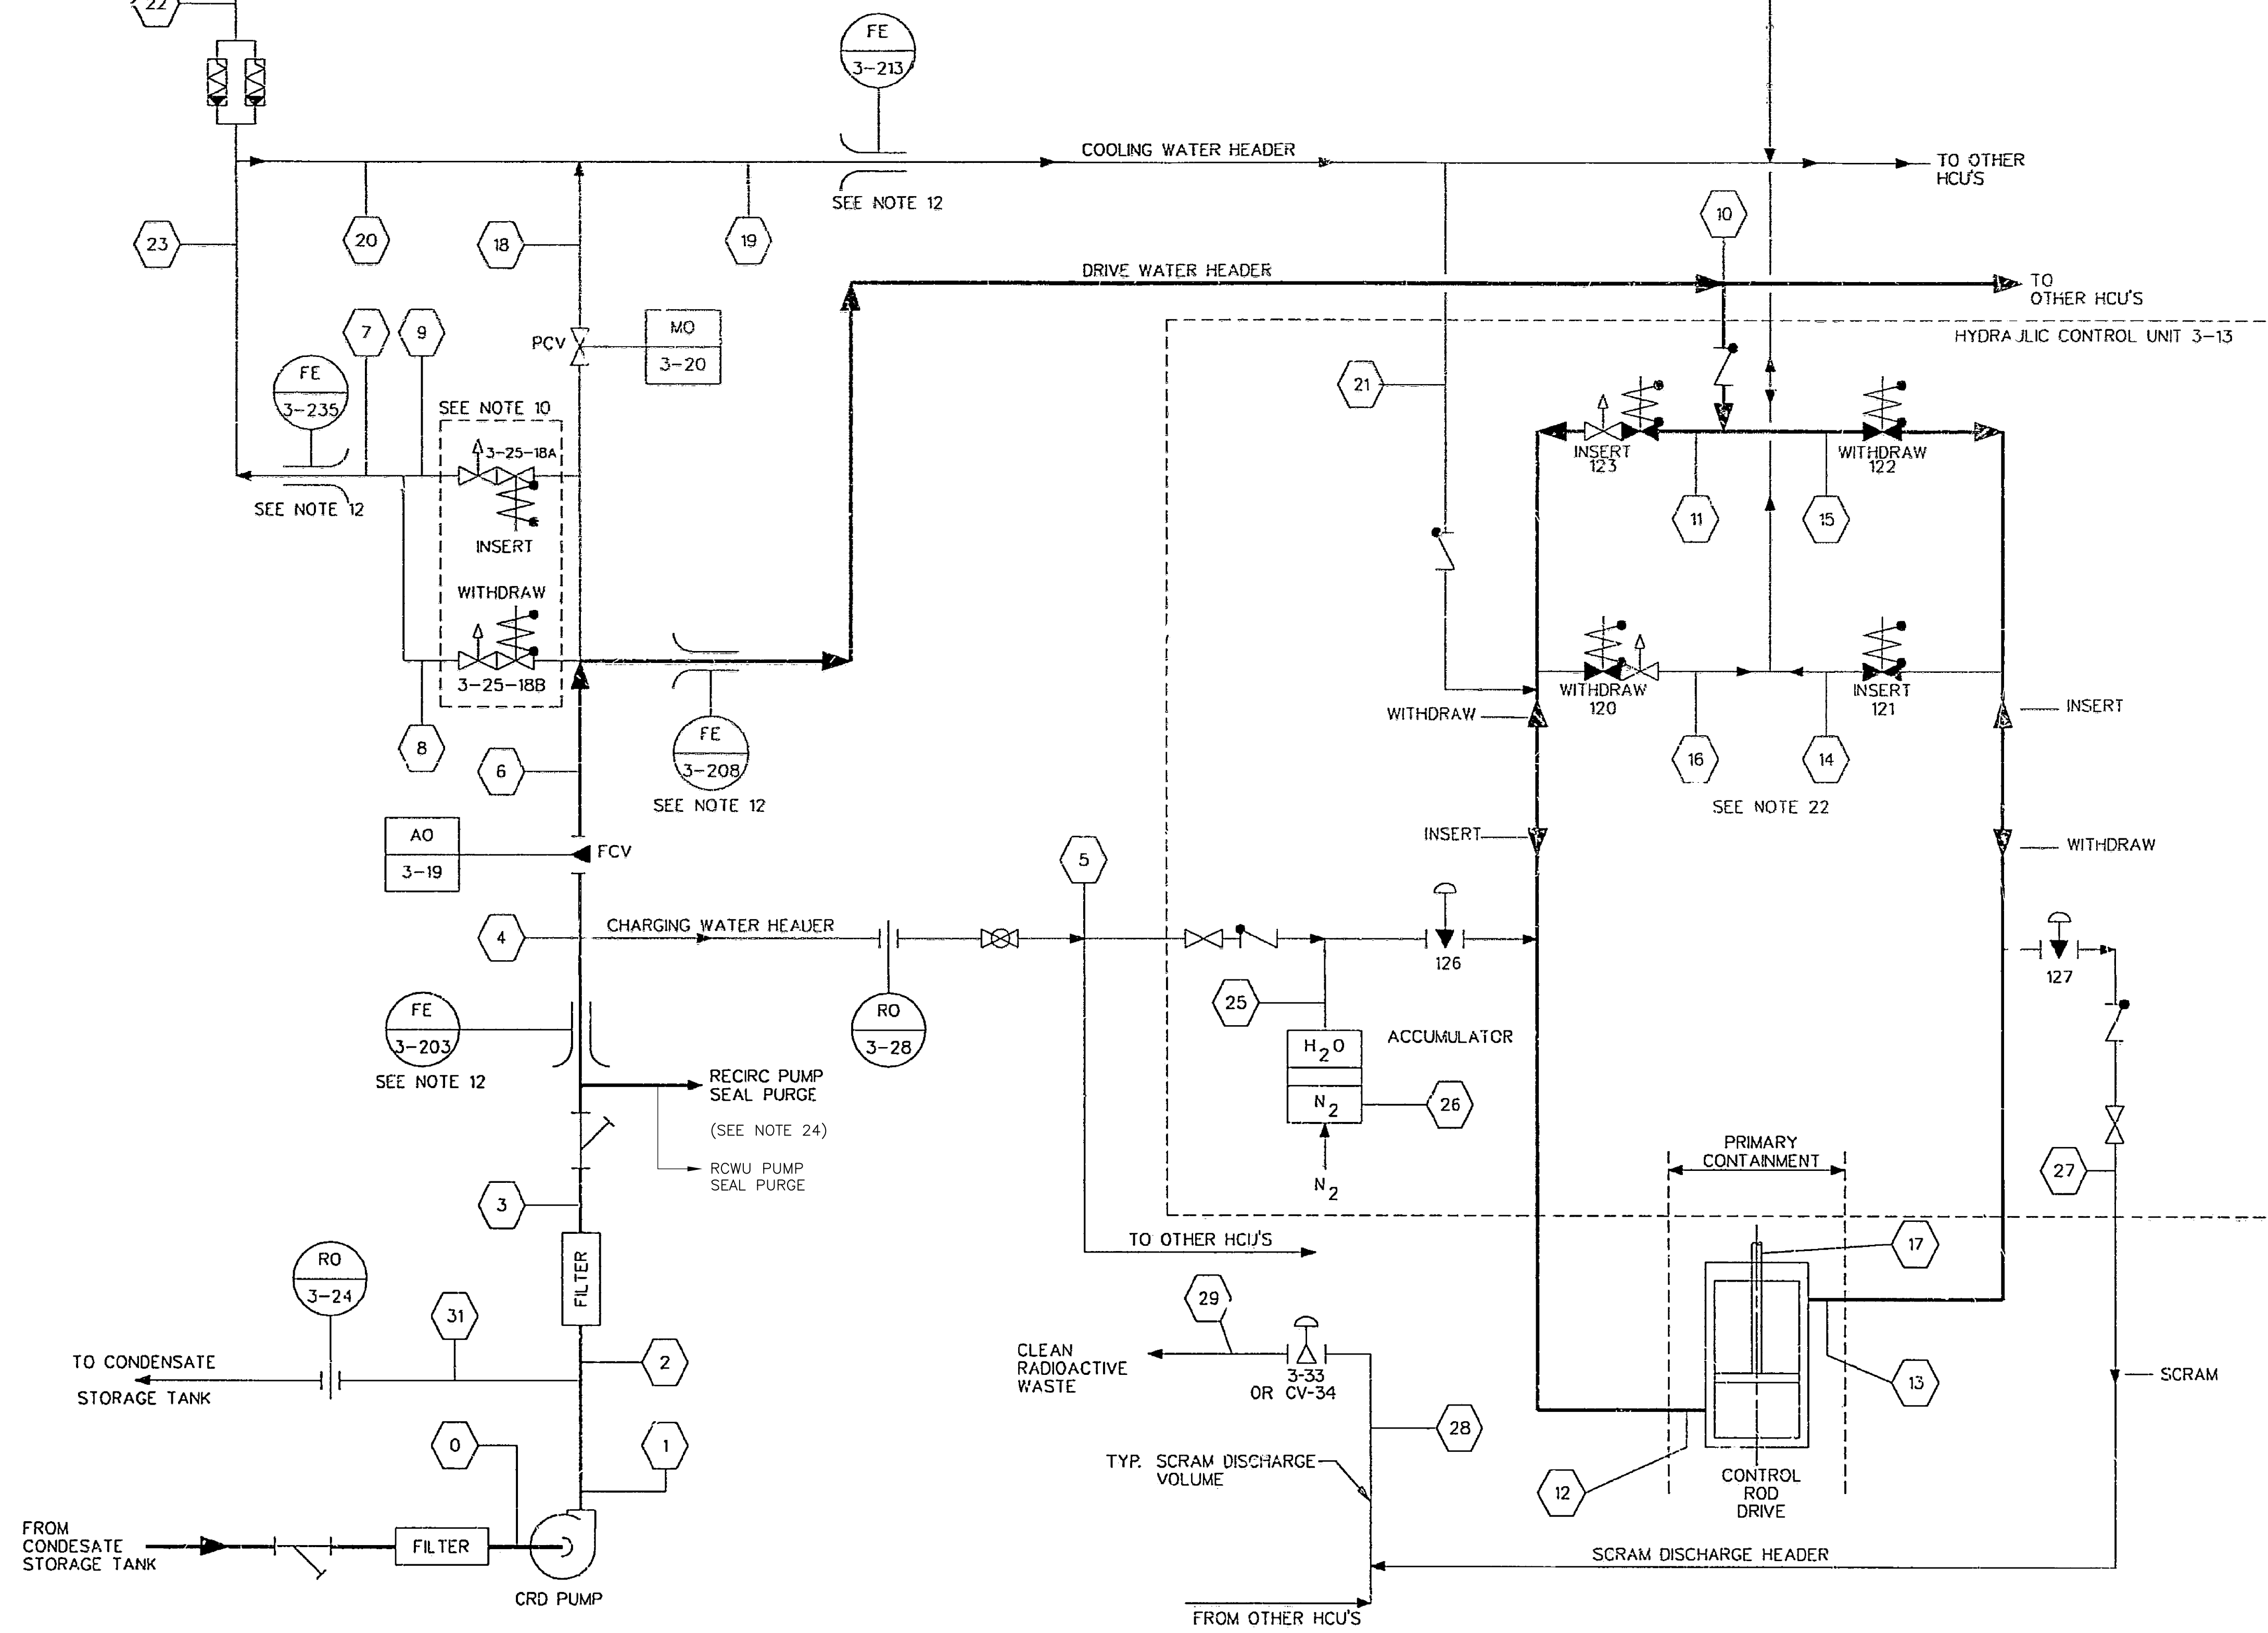 22
FE
3-213
COOLING WATER HEADER
TO OTHER
HCU'S
SEE NOTE 12
23
20
18
19
10
DRIVE WATER HEADER
TO
OTHER HCU'S
HYDRAULIC CONTROL UNIT 3-13
7
9
PCV
MO
3-20
FE
3-235
SEE NOTE 10
21
3-25-18A
INSERT
123
WITHDRAW
122
SEE NOTE 12
11
15
INSERT
WITHDRAW
3-25-18B
WITHDRAW
120
INSERT
121
WITHDRAW
INSERT
8
6
FE
3-208
SEE NOTE 12
16
14
SEE NOTE 22
AO
3-19
FCV
5
INSERT
WITHDRAW
4
CHARGING WATER HEADER
126
127
FE
3-203
SEE NOTE 12
RO
3-28
25
H2O
ACCUMULATOR
N2
26
N2
RECIRC PUMP
SEAL PURGE
(SEE NOTE 24)
RCWU PUMP
SEAL PURGE
PRIMARY
CONTAINMENT
27
3
FILTER
TO OTHER HCU'S
17
RO
3-24
31
29
2
TO CONDENSATE
STORAGE TANK
CLEAN
RADIOACTIVE
WASTE
3-33
OR CV-34
13
SCRAM
0
1
28
TYP. SCRAM DISCHARGE
VOLUME
12
CONTROL
ROD
DRIVE
FROM
CONDESATE
STORAGE TANK
FILTER
CRD PUMP
SCRAM DISCHARGE HEADER
FROM OTHER HCU'S